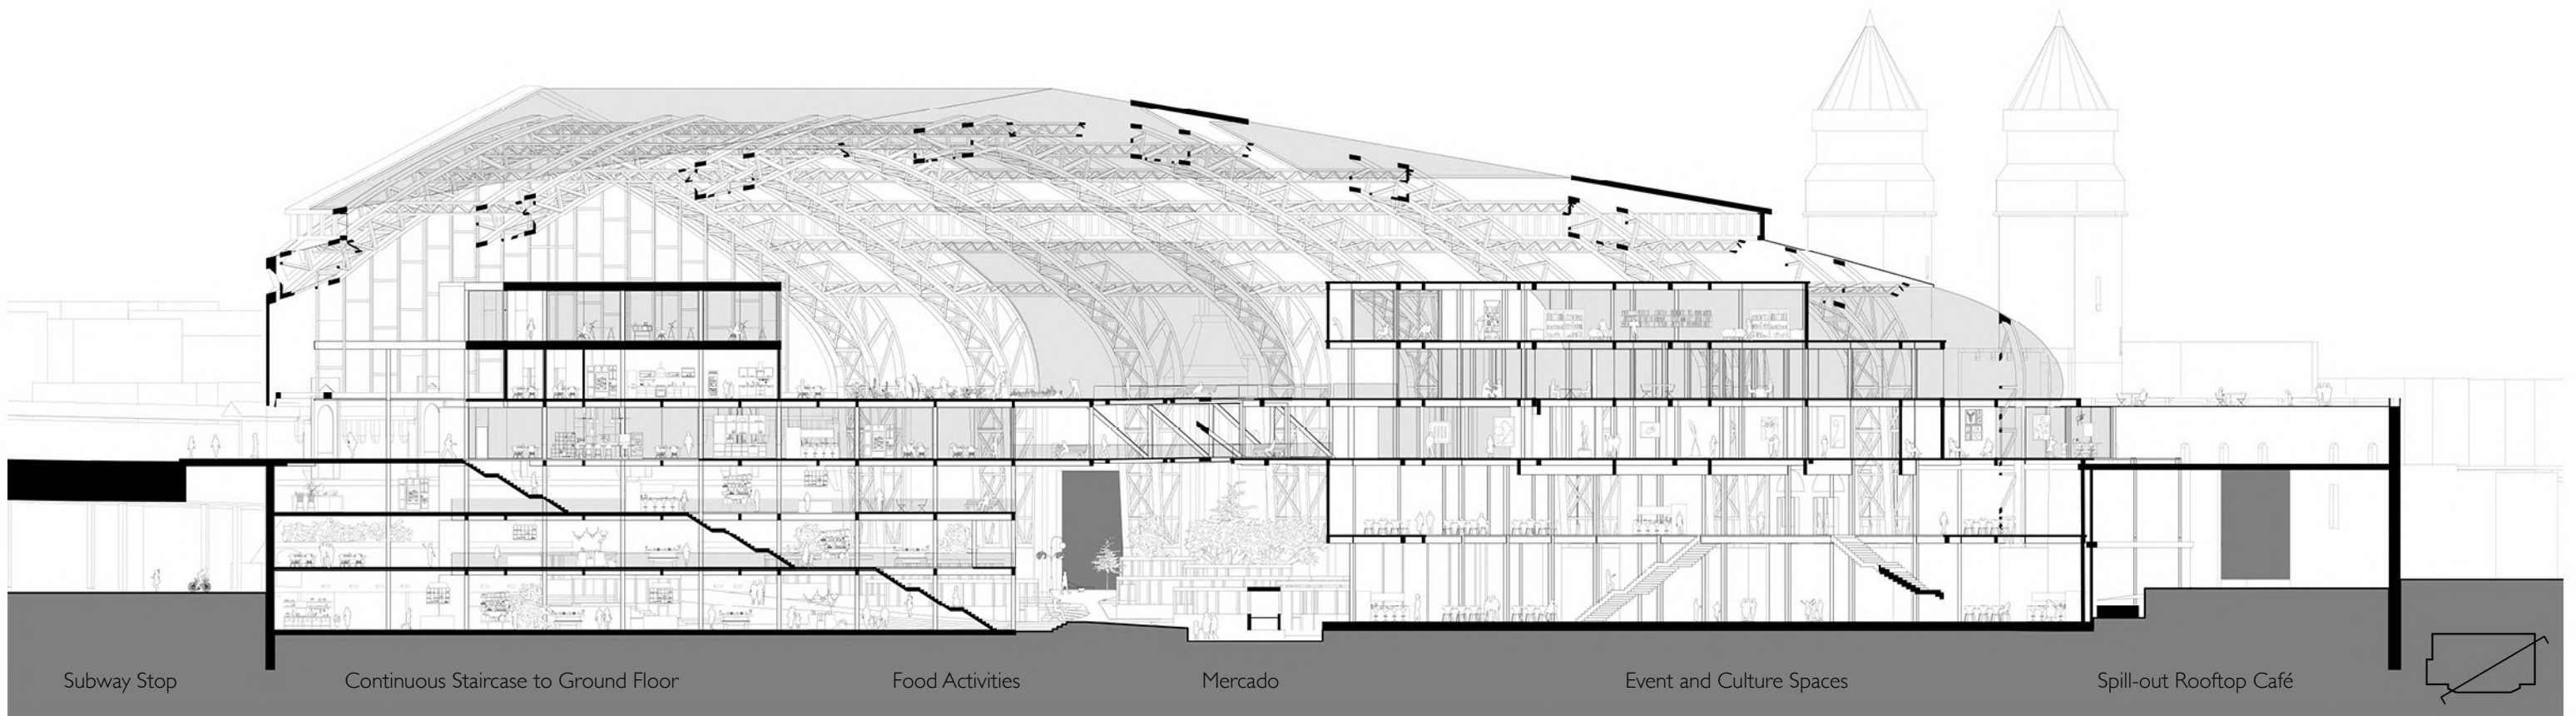 Subway Stop
Continuous Staircase to Ground Floor
Food Activities
Mercado
Event and Culture Spaces
Spill-out Rooftop Café